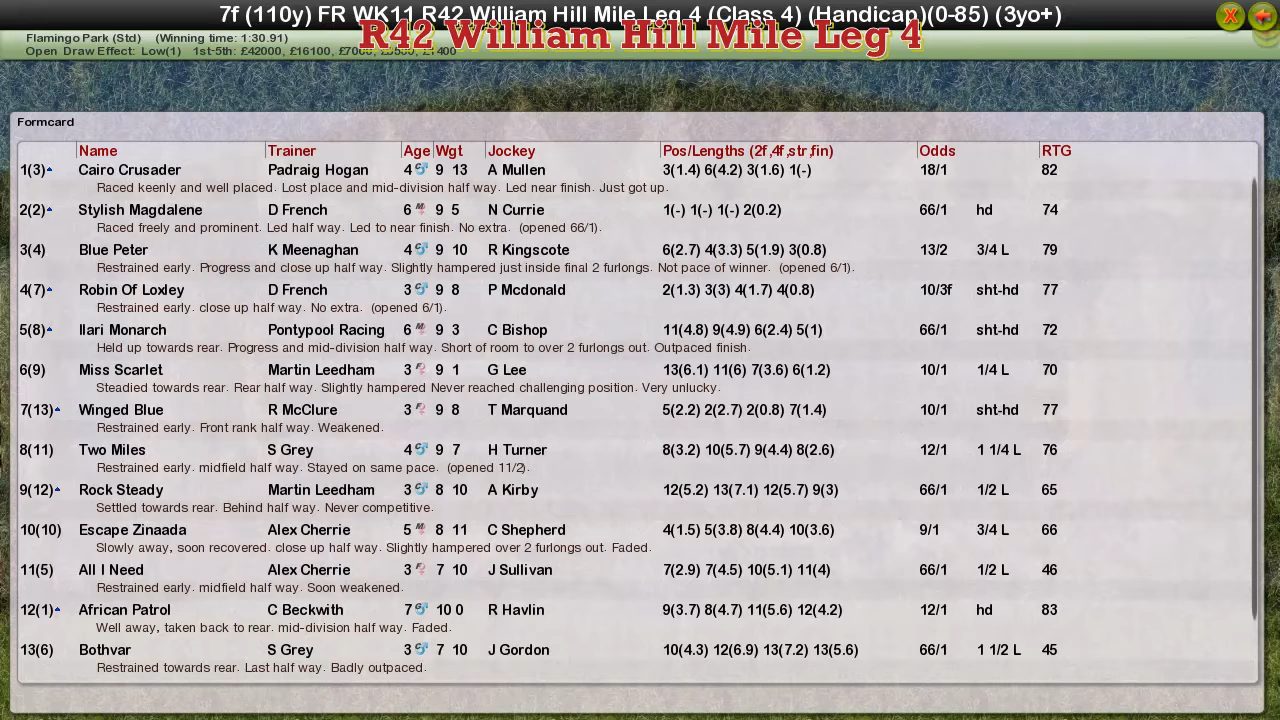 7f (110y) FR WK11 R42 William Hill Mile Leg 4 (Class 4) (Handicap)(0-85) (3yo+)
R42 William Hill Mile Leg 4
Flamingo Park (Std) (Winning time: 1:30.91)
Open Draw Effect: Low(1) 1st-5th: £42000, £16100, £7000, £3500, £1400
Formcard
Name Trainer Age Wgt Jockey Pos/Lengths (2f,4f,str,fin) Odds RTG
1(3) Cairo Crusader Padraig Hogan 4 9 13 A Mullen 3(1.4) 6(4.2) 3(1.6) 1(-) 18/1 82
Raced keenly and well placed. Lost place and mid-division half way. Led near finish. Just got up.
2(2) Stylish Magdalene D French 6 9 5 N Currie 1(-) 1(-) 1(-) 2(0.2) 66/1 hd 74
Raced freely and prominent. Led half way. Led to near finish. No extra. (opened 66/1).
3(4) Blue Peter K Meenaghan 4 9 10 R Kingscote 6(2.7) 4(3.3) 5(1.9) 3(0.8) 13/2 3/4 L 79
Restrained early. Progress and close up half way. Slightly hampered just inside final 2 furlongs. Not pace of winner. (opened 6/1).
4(7) Robin Of Loxley D French 3 9 8 P Mcdonald 2(1.3) 3(3) 4(1.7) 4(0.8) 10/3f sht-hd 77
Restrained early. close up half way. No extra. (opened 6/1).
5(8) Ilari Monarch Pontypool Racing 6 9 3 C Bishop 11(4.8) 9(4.9) 6(2.4) 5(1) 66/1 sht-hd 72
Held up towards rear. Progress and mid-division half way. Short of room to over 2 furlongs out. Outpaced finish.
6(9) Miss Scarlet Martin Leedham 3 9 1 G Lee 13(6.1) 11(6) 7(3.6) 6(1.2) 10/1 1/4 L 70
Steadied towards rear. Rear half way. Slightly hampered Never reached challenging position. Very unlucky.
7(13) Winged Blue R McClure 3 9 8 T Marquand 5(2.2) 2(2.7) 2(0.8) 7(1.4) 10/1 sht-hd 77
Restrained early. Front rank half way. Weakened.
8(11) Two Miles S Grey 4 9 7 H Turner 8(3.2) 10(5.7) 9(4.4) 8(2.6) 12/1 1 1/4 L 76
Restrained early. midfield half way. Stayed on same pace. (opened 11/2).
9(12) Rock Steady Martin Leedham 3 8 10 A Kirby 12(5.2) 13(7.1) 12(5.7) 9(3) 66/1 1/2 L 65
Settled towards rear. Behind half way. Never competitive.
10(10) Escape Zinaada Alex Cherrie 5 8 11 C Shepherd 4(1.5) 5(3.8) 8(4.4) 10(3.6) 9/1 3/4 L 66
Slowly away, soon recovered. close up half way. Slightly hampered over 2 furlongs out. Faded.
11(5) All I Need Alex Cherrie 3 7 10 J Sullivan 7(2.9) 7(4.5) 10(5.1) 11(4) 66/1 1/2 L 46
Restrained early. midfield half way. Soon weakened.
12(1) African Patrol C Beckwith 7 10 0 R Havlin 9(3.7) 8(4.7) 11(5.6) 12(4.2) 12/1 hd 83
Well away, taken back to rear. mid-division half way. Faded.
13(6) Bothvar S Grey 3 7 10 J Gordon 10(4.3) 12(6.9) 13(7.2) 13(5.6) 66/1 1 1/2 L 45
Restrained towards rear. Last half way. Badly outpaced.